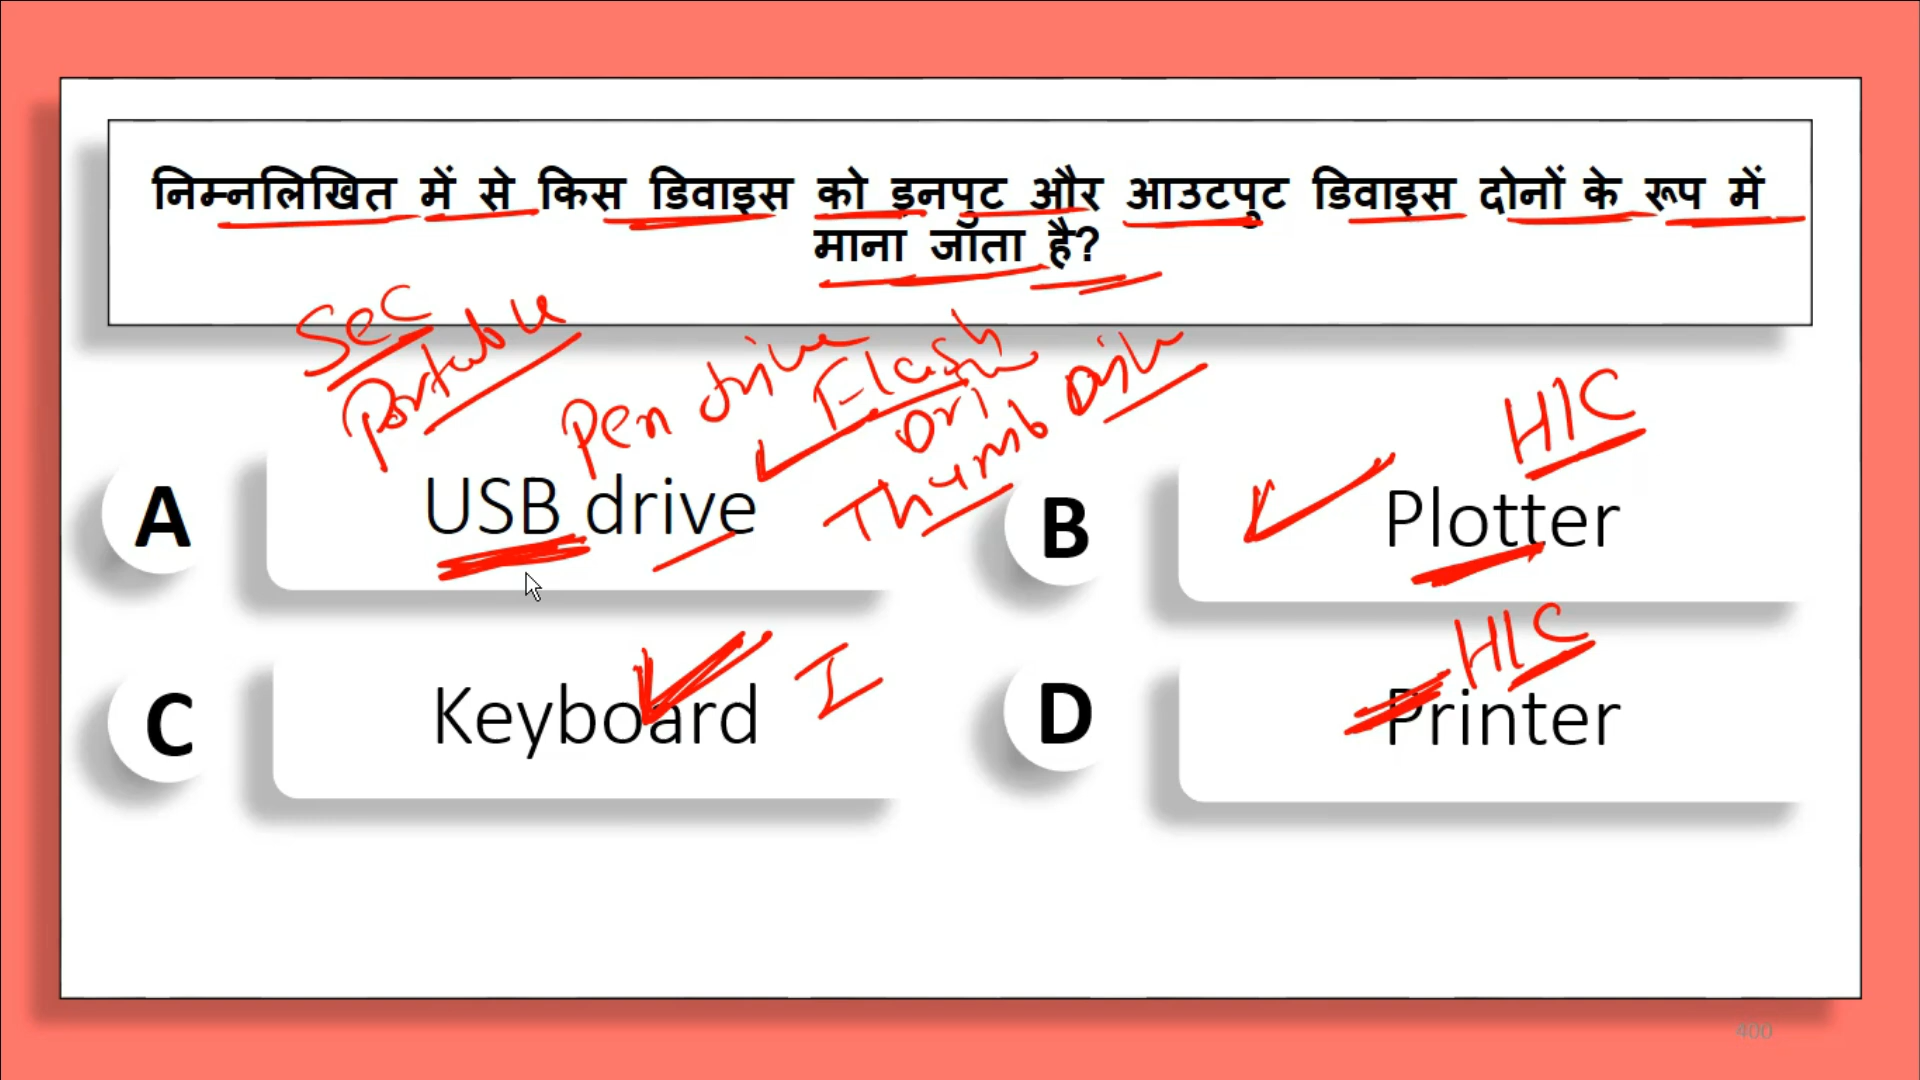 निम्नलिखित में से किस डिवाइस को इनपुट और आउटपुट डिवाइस दोनों के रूप में
माना जाता है?
Sec
Portable
Pen drive
Flash
or
Thumb Drive
HIC
A
USB drive
B
Plotter
I
HIC
C
Keyboard
D
Printer
400